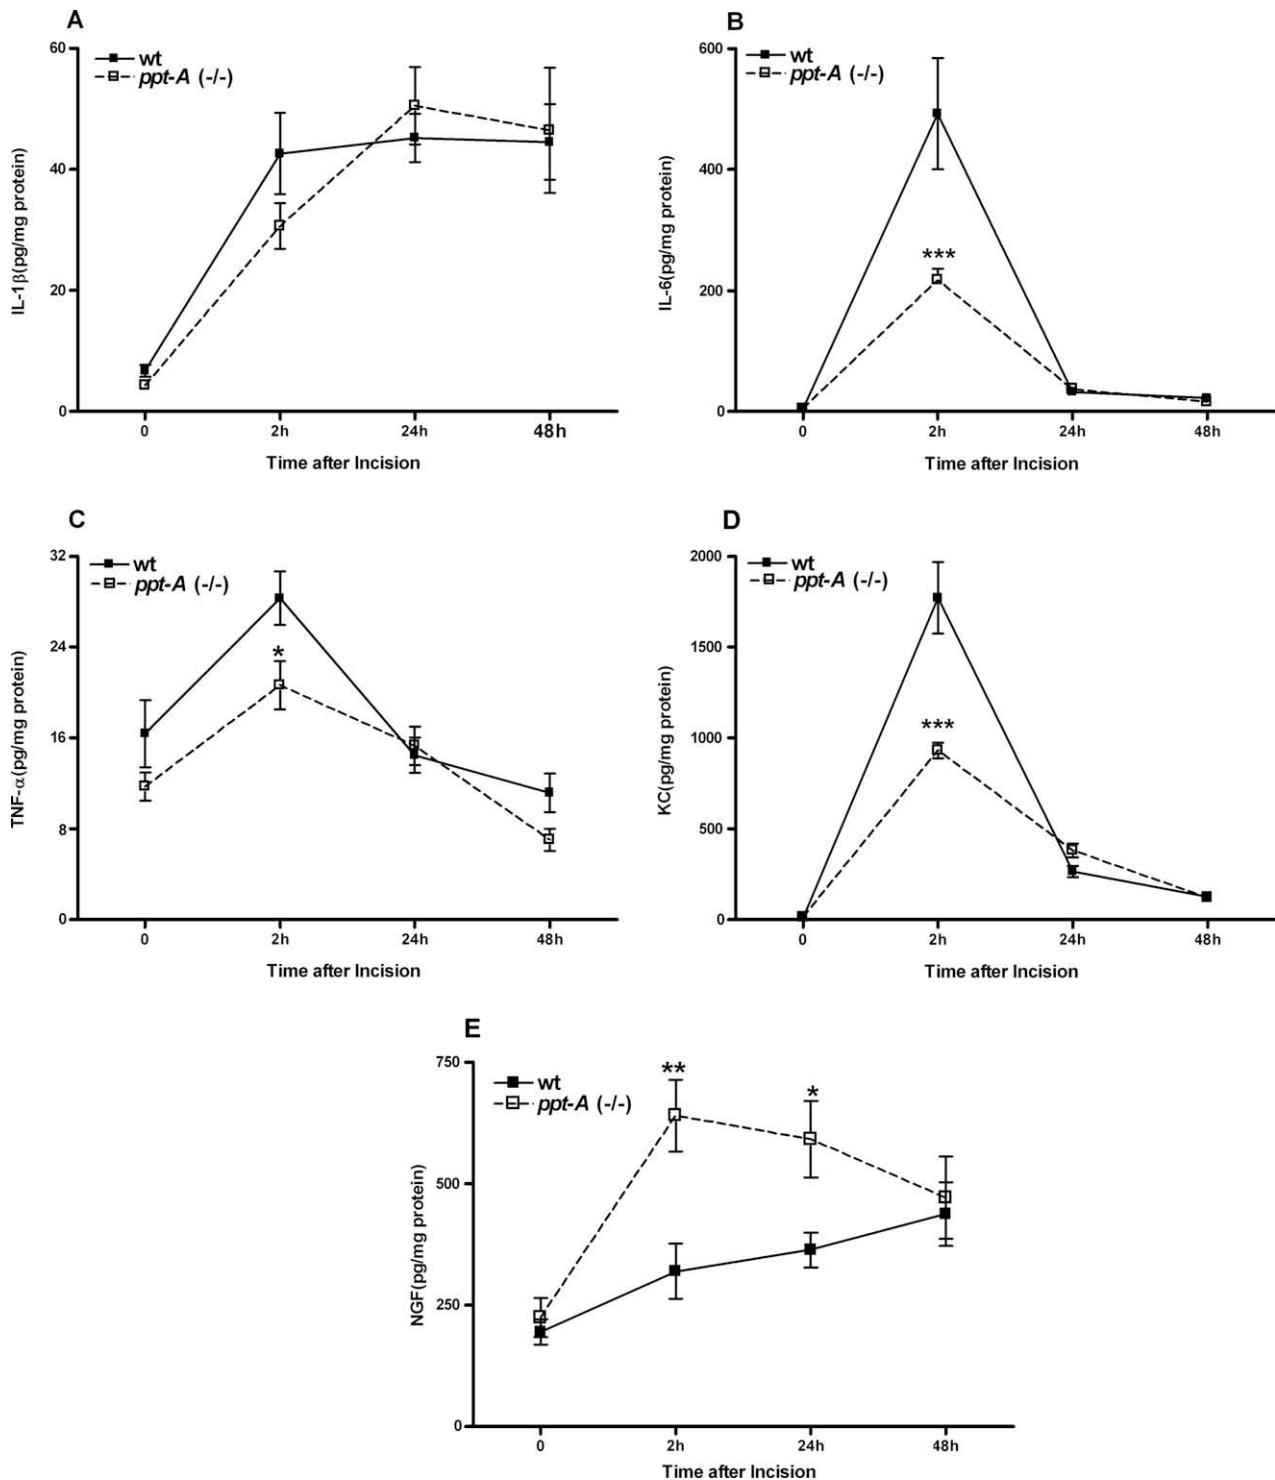 A
60
wt
ppt-A (-/-)
40
20
0
IL-1β(pg/mg protein)
0 2h 24h 48h
Time after Incision
B
600
wt
ppt-A (-/-)
400
***
200
0
IL-6(pg/mg protein)
0 2h 24h 48h
Time after Incision
C
32
wt
ppt-A (-/-)
24
*
16
8
0
TNF-α(pg/mg protein)
0 2h 24h 48h
Time after Incision
D
2000
wt
ppt-A (-/-)
1500
***
1000
500
0
KC(pg/mg protein)
0 2h 24h 48h
Time after Incision
E
750
**
wt
*
ppt-A (-/-)
500
250
0
NGF(pg/mg protein)
0 2h 24h 48h
Time after Incision